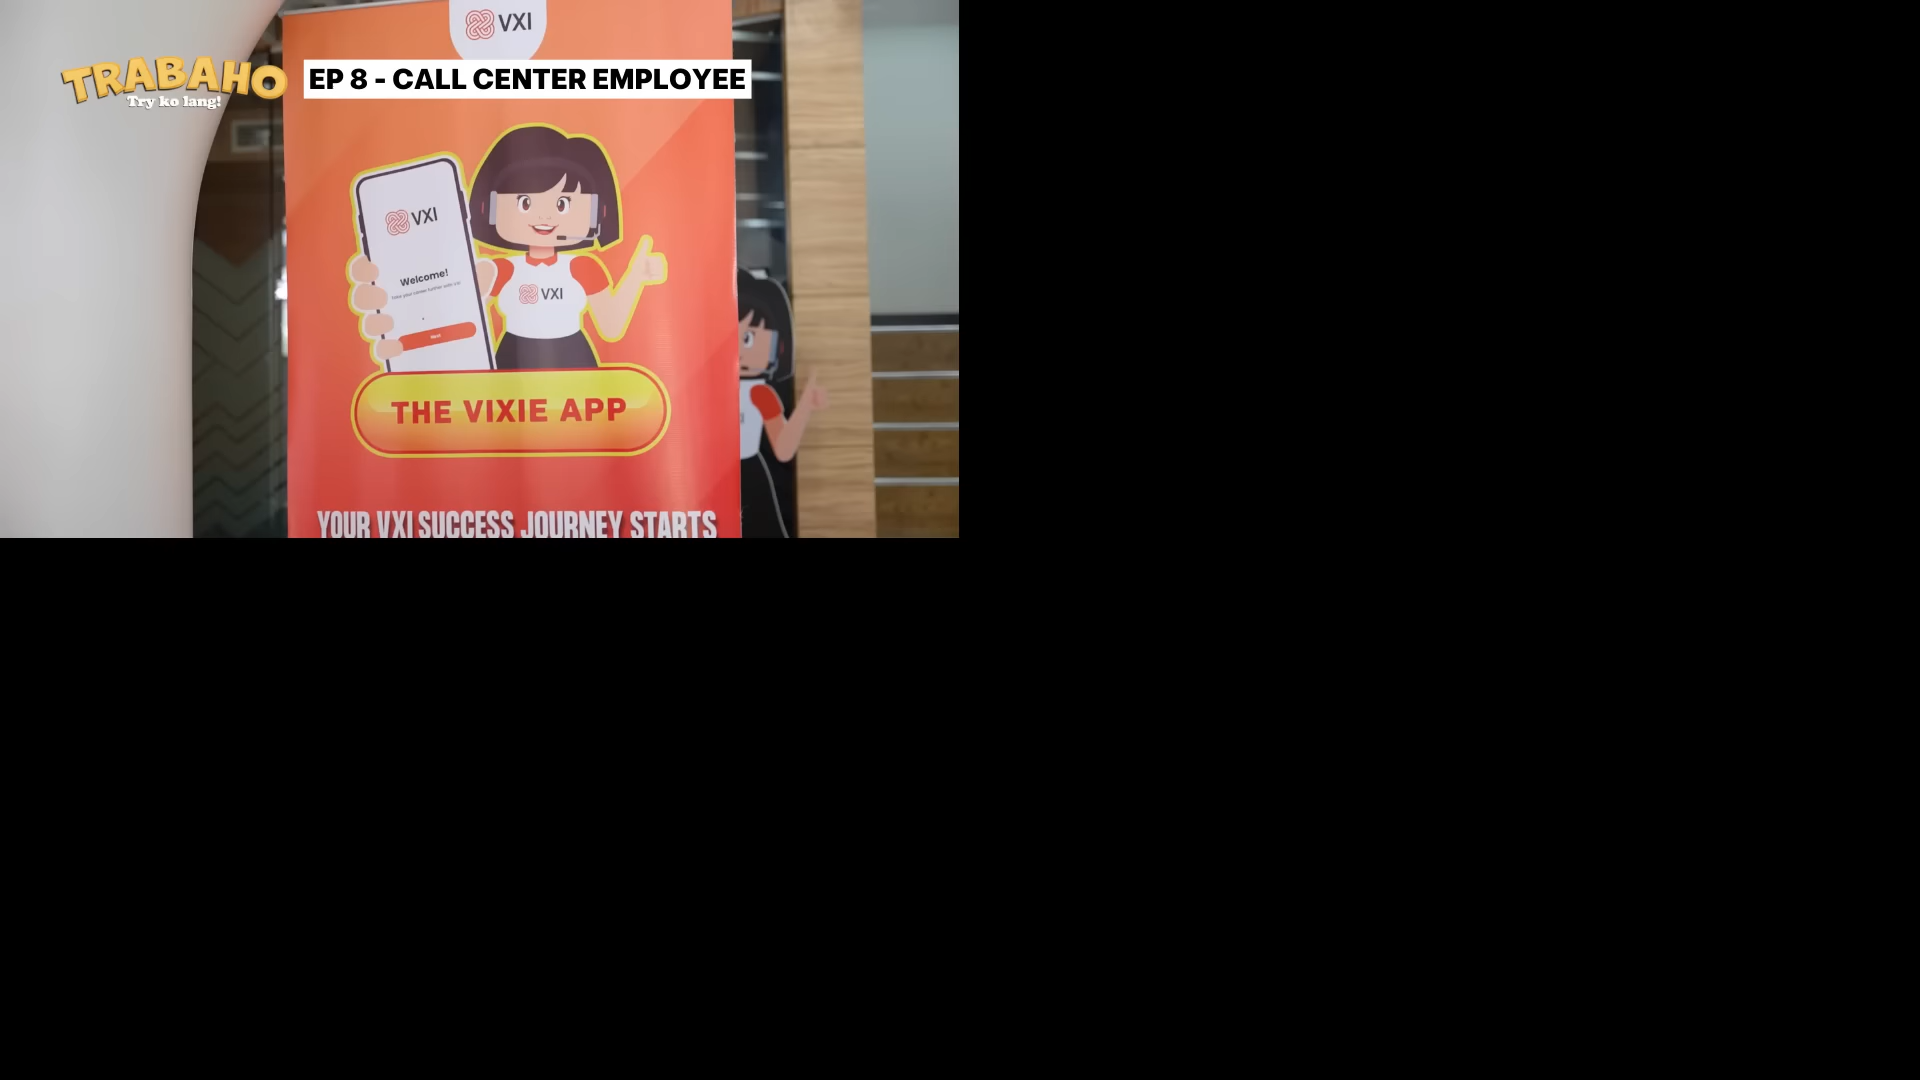 VXI
TRABAHO
Try ko lang!
EP 8 - CALL CENTER EMPLOYEE
VXI
Welcome!
Next
VXI
THE VIXIE APP
YOUR VXI SUCCESS JOURNEY STARTS